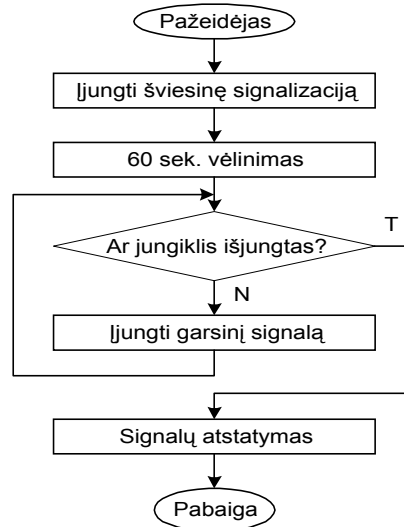 Pažeidėjas
Įjungti šviesinę signalizaciją
60 sek. vėlinimas
Ar jungiklis išjungtas?
T
N
Įjungti garsinį signalą
Signalų atstatymas
Pabaiga